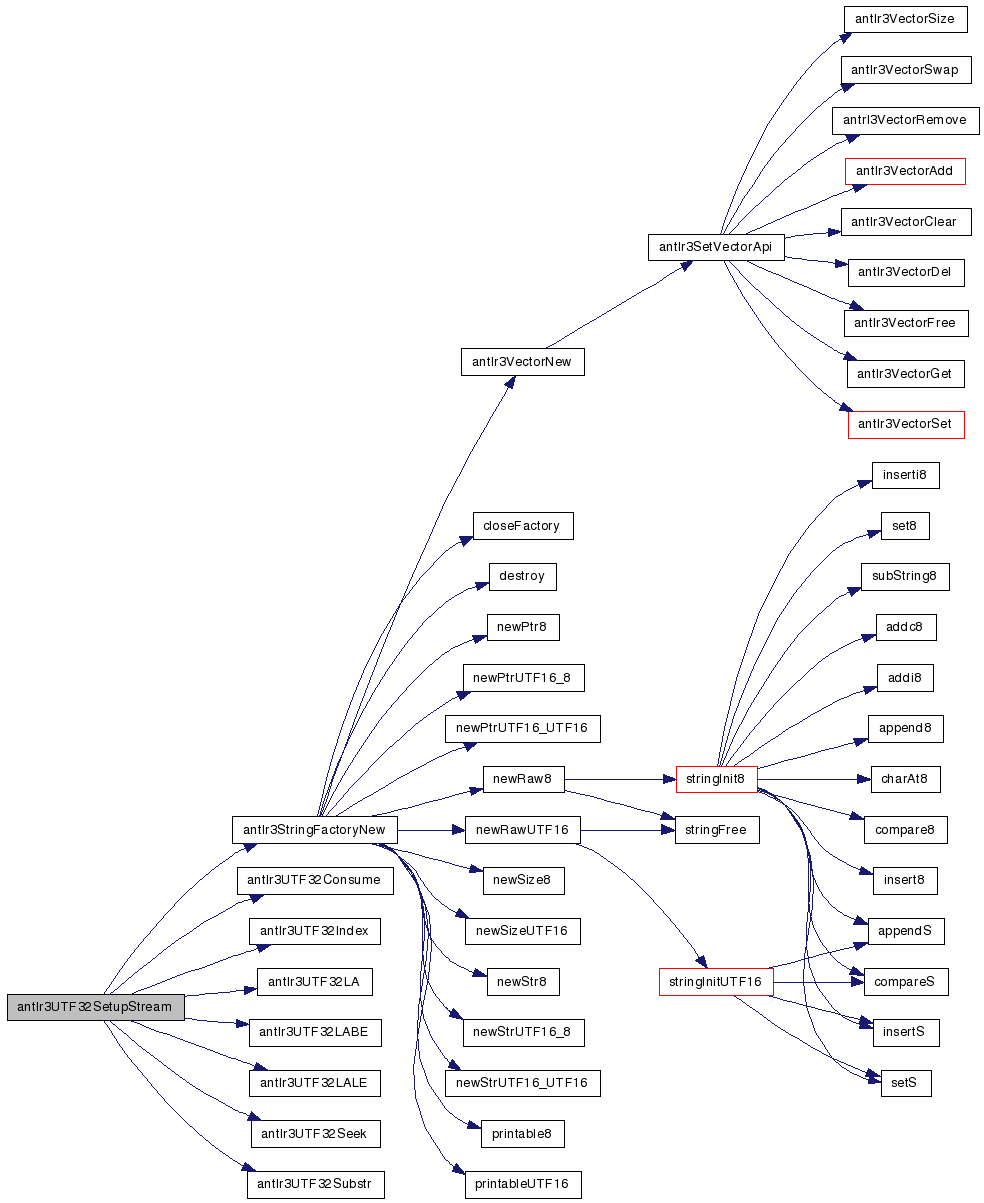 antlr3VectorSize
antlr3VectorSwap
antrl3VectorRemove
antlr3VectorAdd
antlr3VectorClear
antlr3SetVectorApi
antlr3VectorDel
antlr3VectorFree
antlr3VectorNew
antlr3VectorGet
antlr3VectorSet
inserti8
closeFactory
set8
destroy
subString8
newPtr8
addc8
newPtrUTF16_8
addi8
newPtrUTF16_UTF16
append8
newRaw8
stringInit8
charAt8
antlr3StringFactoryNew
newRawUTF16
stringFree
compare8
antlr3UTF32Consume
newSize8
insert8
antlr3UTF32Index
newSizeUTF16
appendS
antlr3UTF32LA
newStr8
stringInitUTF16
compareS
antlr3UTF32SetupStream
antlr3UTF32LABE
newStrUTF16_8
insertS
antlr3UTF32LALE
newStrUTF16_UTF16
setS
antlr3UTF32Seek
printable8
antlr3UTF32Substr
printableUTF16